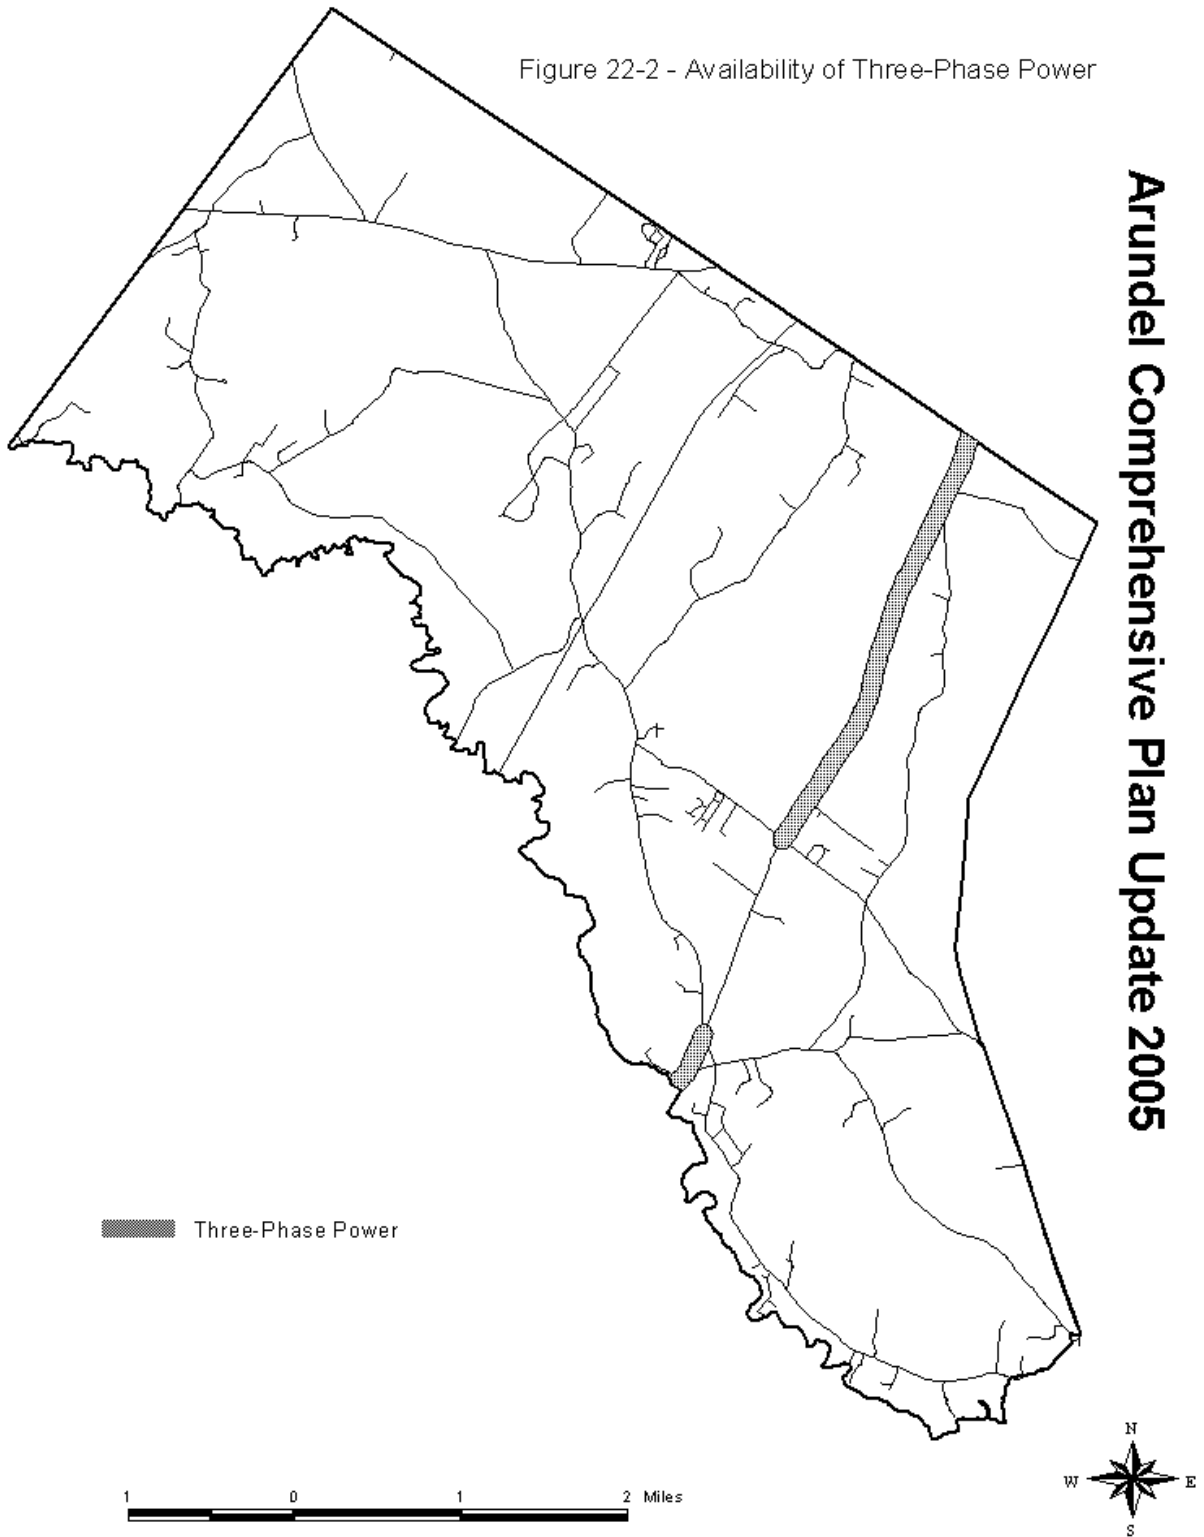 Figure 22-2 - Availability of Three-Phase Power
Arundel Comprehensive Plan Update 2005
Three-Phase Power
N
W E
S
1 0 1 2 Miles